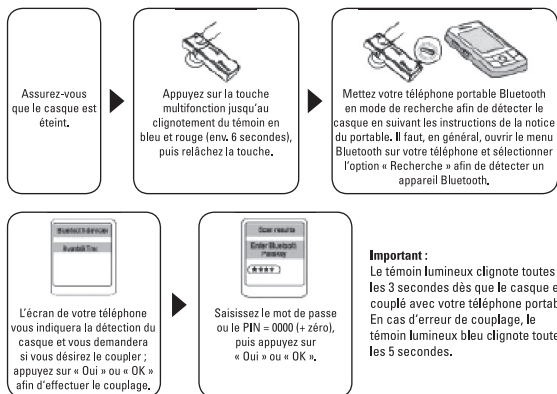 Assurez-vous
que le casque est
éteint.
Appuyez sur la touche
multifonction jusqu'au
clignotement du témoin en
bleu et rouge (env. 6 secondes),
puis relâchez la touche.
Mettez votre téléphone portable Bluetooth
en mode de recherche afin de détecter le
casque en suivant les instructions de la notice
du portable. Il faut, en général, ouvrir le menu
Bluetooth sur votre téléphone et sélectionner
l'option « Recherche » afin de détecter un
appareil Bluetooth.
Bluetooth devices
L'écran de votre téléphone
vous indiquera la détection du
casque et vous demandera
si vous désirez le coupler ;
appuyez sur « Oui » ou « OK »
afin d'effectuer le couplage.
Scan results
Enter Bluetooth
Passkey
****
Saisissez le mot de passe
ou le PIN = 0000 (+ zéro),
puis appuyez sur
« Oui » ou « OK ».
Important :
Le témoin lumineux clignote toutes
les 3 secondes dès que le casque e
couplé avec votre téléphone portab
En cas d'erreur de couplage, le
témoin lumineux bleu clignote toute
les 5 secondes.